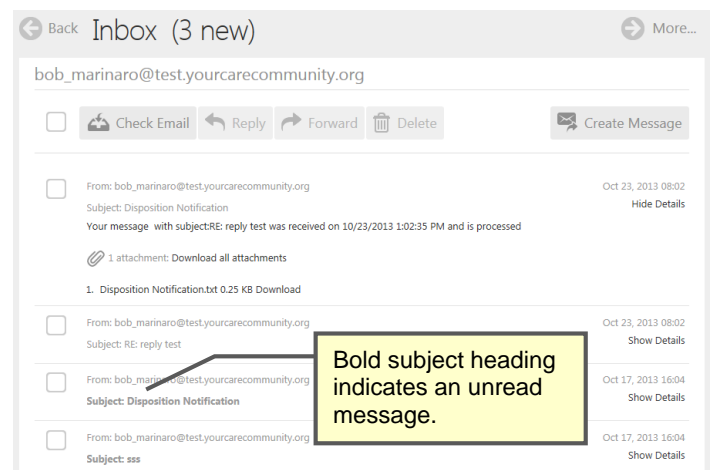 Back Inbox (3 new) More...
bob_marinaro@test.yourcarecommunity.org
Check Email Reply Forward Delete Create Message
From: bob_marinaro@test.yourcarecommunity.org Oct 23, 2013 08:02
Subject: Disposition Notification Hide Details
Your message with subject:RE: reply test was received on 10/23/2013 1:02:35 PM and is processed
1 attachment: Download all attachments
1. Disposition Notification.txt 0.25 KB Download
From: bob_marinaro@test.yourcarecommunity.org Oct 23, 2013 08:02
Subject: RE: reply test Show Details
Bold subject heading
indicates an unread
message.
From: bob_marinaro@test.yourcarecommunity.org Oct 17, 2013 16:04
Subject: Disposition Notification Show Details
From: bob_marinaro@test.yourcarecommunity.org Oct 17, 2013 16:04
Subject: sss Show Details